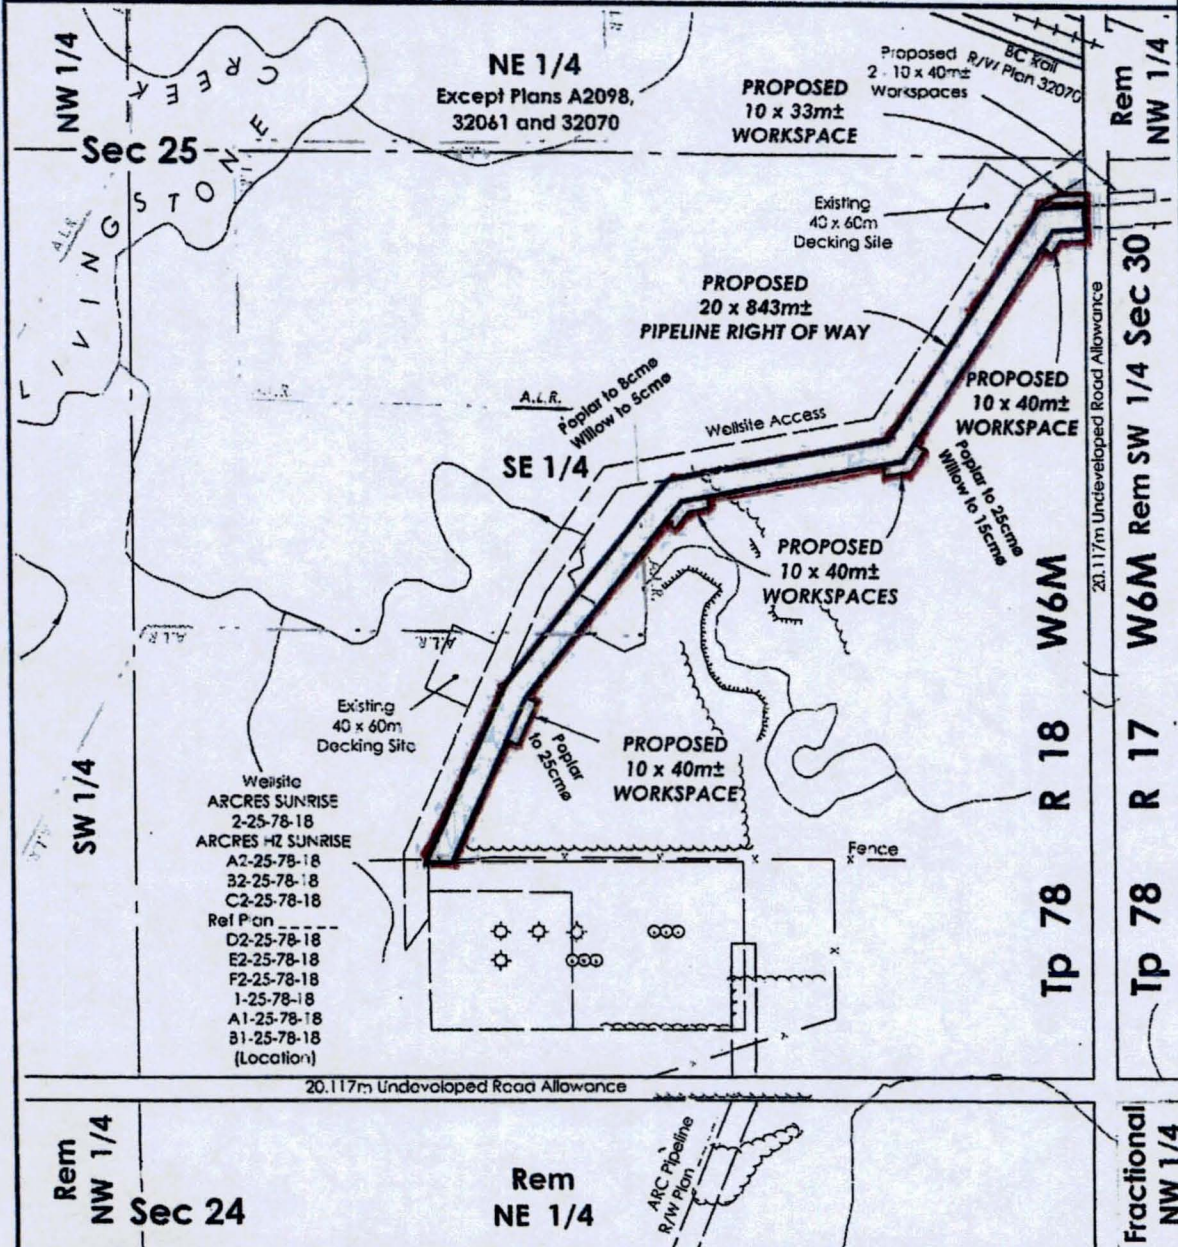 NW 1/4
NE 1/4
Except Plans A2098,
32061 and 32070
A.L.R.
Proposed
2 - 10 x 40m±
Workspaces
BC Rail
R/W Plan 32070
Rem
NW 1/4
PROPOSED
10 x 33m±
WORKSPACE
Sec 25
LIVINGSTONE CREEK
A.L.R.
Existing
40 x 60m
Decking Site
PROPOSED
20 x 843m±
PIPELINE RIGHT OF WAY
PROPOSED
10 x 40m±
WORKSPACE
A.L.R.
A.L.R.
Poplar to 8cmø
Willow to 5cmø
Wellsite Access
SE 1/4
Poplar to 25cmø
Willow to 15cmø
20.117m Undeveloped Road Allowance
PROPOSED
10 x 40m±
WORKSPACES
A.L.R.
A.L.R.
A.L.R.
Existing
40 x 60m
Decking Site
Poplar
to 25cmø
PROPOSED
10 x 40m±
WORKSPACE
SW 1/4
A.L.R.
Wellsite
ARCRES SUNRISE
2-25-78-18
ARCRES HZ SUNRISE
A2-25-78-18
B2-25-78-18
C2-25-78-18
Ref Plan
D2-25-78-18
E2-25-78-18
F2-25-78-18
1-25-78-18
A1-25-78-18
B1-25-78-18
(Location)
Fence
Tp 78 R 18 W6M
Tp 78 R 17 W6M Rem SW 1/4 Sec 30
20.117m Undeveloped Road Allowance
Rem
NW 1/4
Sec 24
Rem
NE 1/4
ARC Pipeline
R/W Plan
Fractional
NW 1/4